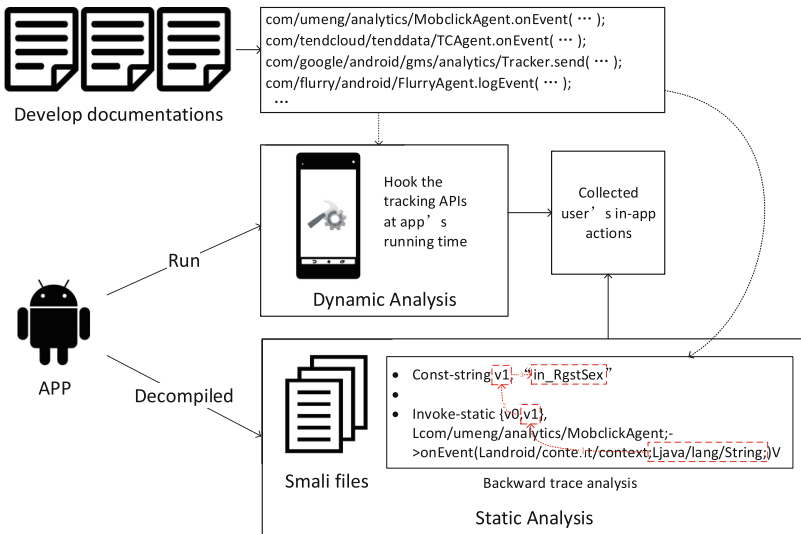 com/umeng/analytics/MobclickAgent.onEvent( ··· );
com/tendcloud/tenddata/TCAgent.onEvent( ··· );
com/google/android/gms/analytics/Tracker.send( ··· );
com/flurry/android/FlurryAgent.logEvent( ··· );
···
Develop documentations
Hook the
tracking APIs
at app’s
running time
Dynamic Analysis
Collected
user’s in-app
actions
Run
APP
Decompiled
• Const-string v1, “in_RgstSex”
•
• Invoke-static {v0,v1},
Lcom/umeng/analytics/MobclickAgent;-
>onEvent(Landroid/conte.it/context;Ljava/lang/String;)V
Smali files
Backward trace analysis
Static Analysis